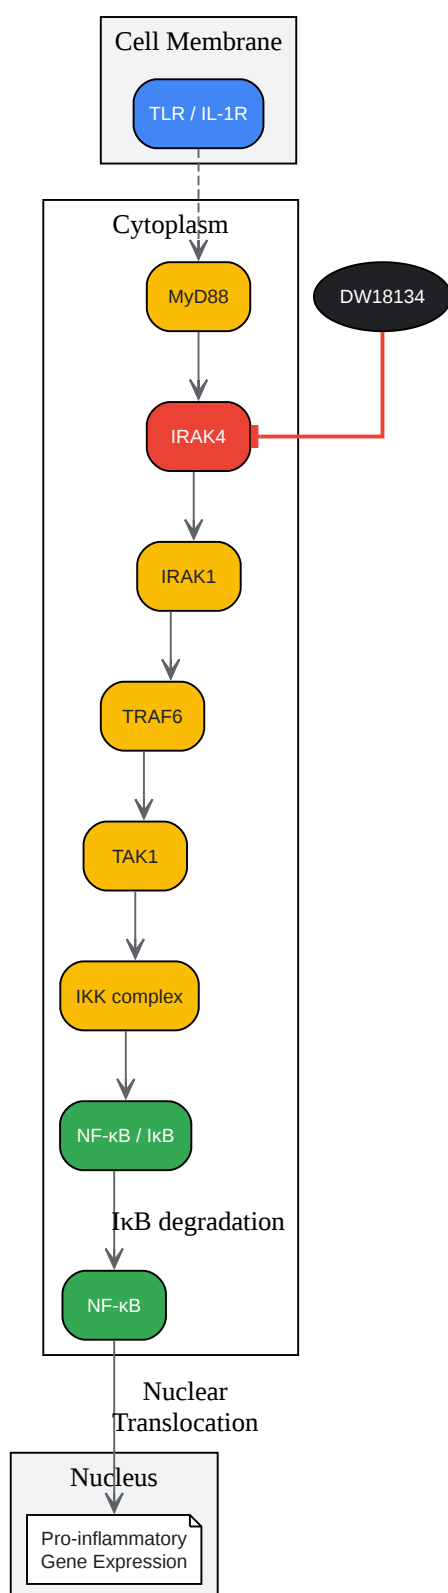 Cell Membrane
TLR / IL-1R
Cytoplasm
MyD88
DW18134
IRAK4
IRAK1
TRAF6
TAK1
IKK complex
NF-κB / IκB
IκB degradation
NF-κB
Nuclear
Translocation
Nucleus
Pro-inflammatory
Gene Expression